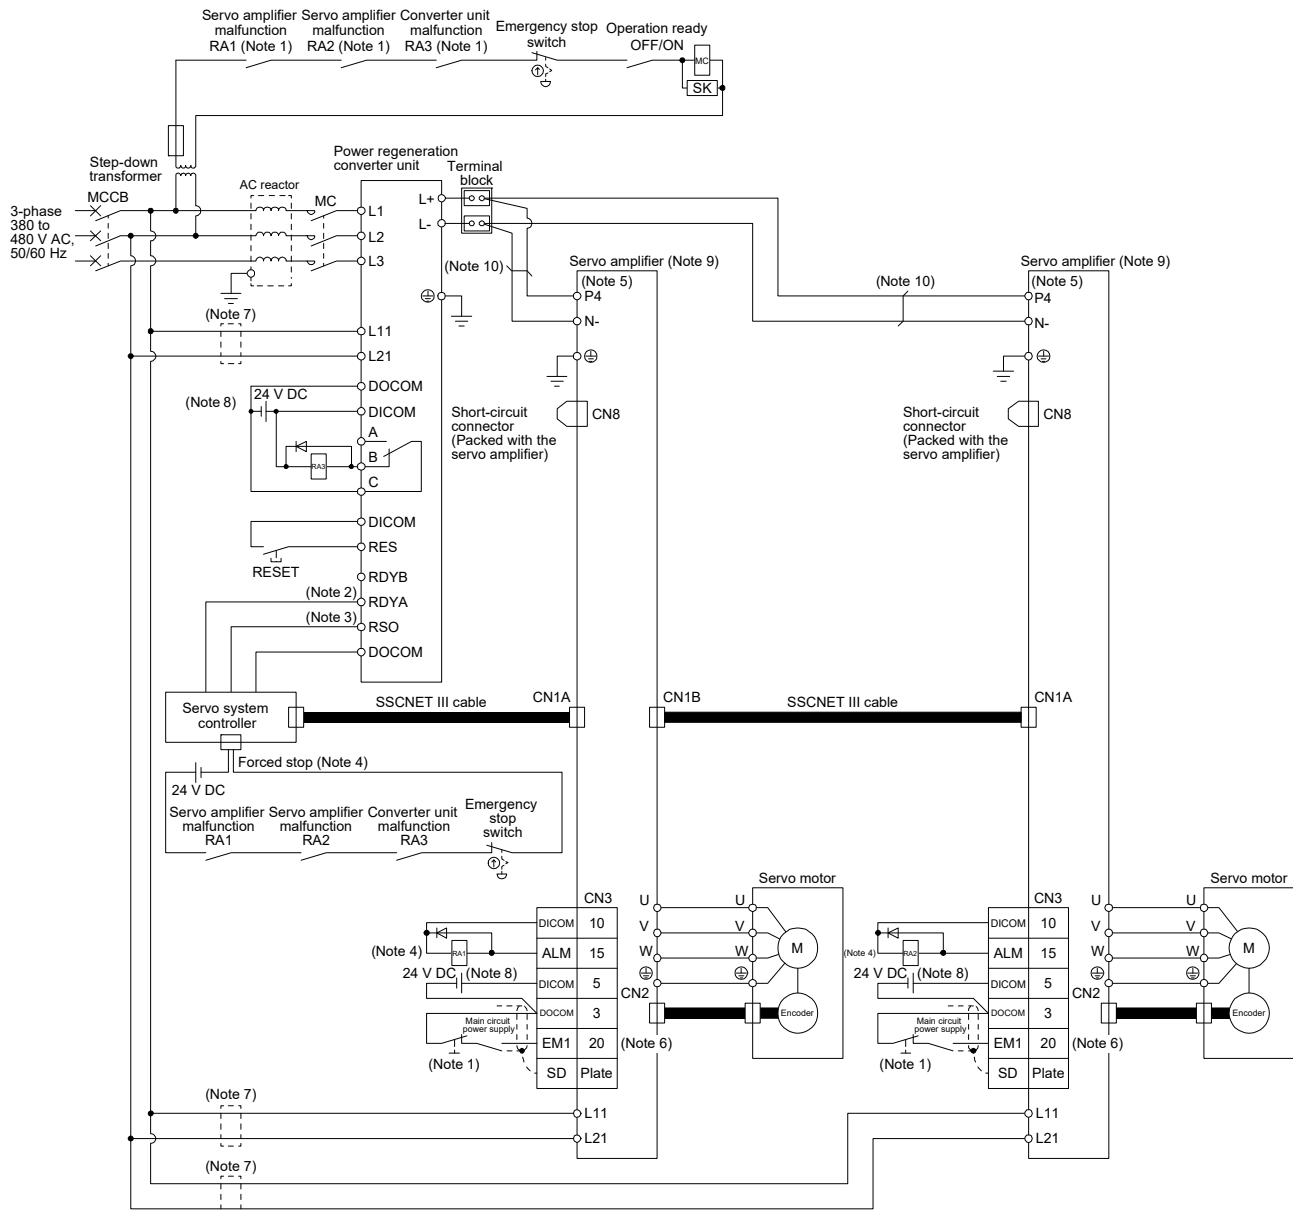 Servo amplifier
malfunction
RA1 (Note 1)
Servo amplifier
malfunction
RA2 (Note 1)
Converter unit
malfunction
RA3 (Note 1)
Emergency stop
switch
Operation ready
OFF/ON
MC
SK
Step-down
transformer
Power regeneration
converter unit
Terminal
block
AC reactor
MCCB
MC
3-phase
380 to
480 V AC,
50/60 Hz
L1
L2
L3
L+
L-
(Note 10)
Servo amplifier (Note 9)
(Note 5)
P4
N-
(Note 10)
Servo amplifier (Note 9)
(Note 5)
P4
N-
(Note 7)
L11
L21
DOCOM
24 V DC
(Note 8)
DICOM
A
B
RA3
C
Short-circuit
connector
(Packed with the
servo amplifier)
CN8
Short-circuit
connector
(Packed with the
servo amplifier)
CN8
DICOM
RES
RESET
RDYB
(Note 2)
RDYA
(Note 3)
RSO
DOCOM
Servo system
controller
SSCNET III cable
CN1A
CN1B
SSCNET III cable
CN1A
Forced stop (Note 4)
24 V DC
Servo amplifier
malfunction
RA1
Servo amplifier
malfunction
RA2
Converter unit
malfunction
RA3
Emergency
stop
switch
CN3
DICOM 10
(Note 4)
RA1
ALM 15
24 V DC (Note 8)
DICOM 5
DOCOM 3
Main circuit
power supply
EM1 20
(Note 1)
SD Plate
U
V
W
CN2
(Note 6)
Servo motor
U
V
W
M
Encoder
CN3
DICOM 10
(Note 4)
RA2
ALM 15
24 V DC (Note 8)
DICOM 5
DOCOM 3
Main circuit
power supply
EM1 20
(Note 1)
SD Plate
U
V
W
CN2
(Note 6)
Servo motor
U
V
W
M
Encoder
(Note 7)
L11
L21
L11
L21
(Note 7)